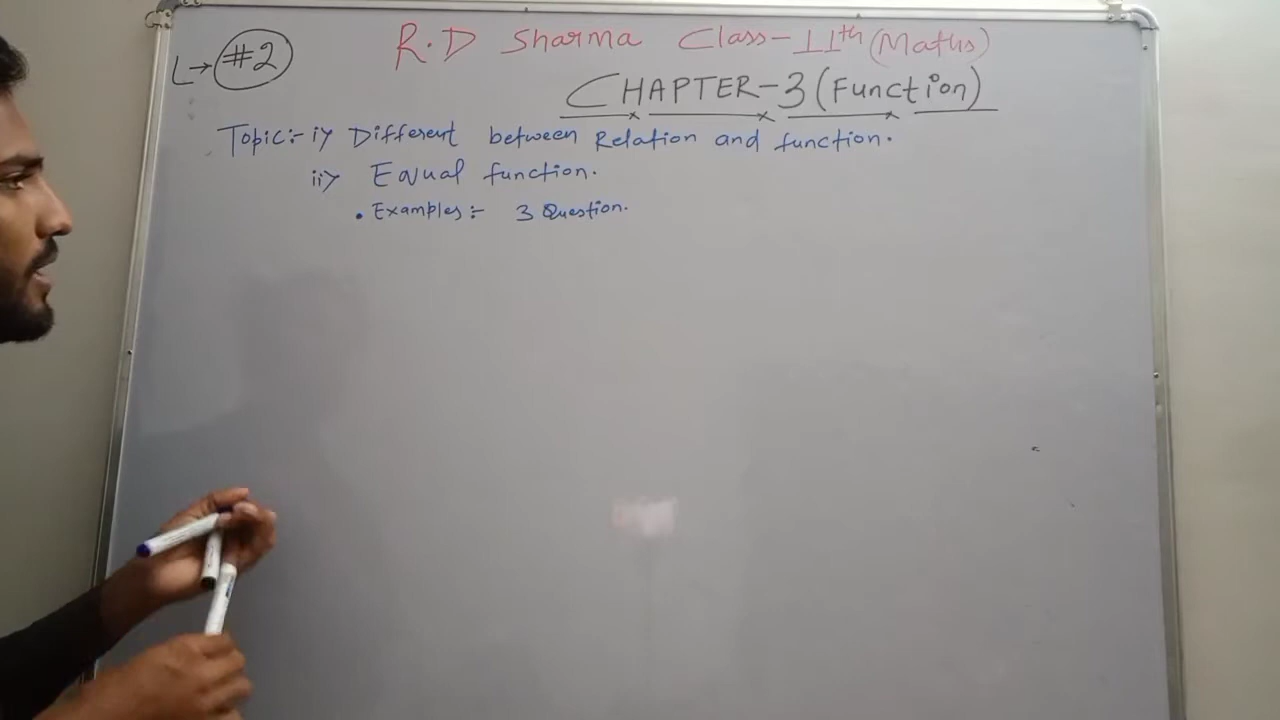 L→ #2
R.D Sharma Class-11th (Maths)
CHAPTER-3 (Function)
Topic:- i) Different between Relation and function.
ii) Equal function.
• Examples:- 3 Question.